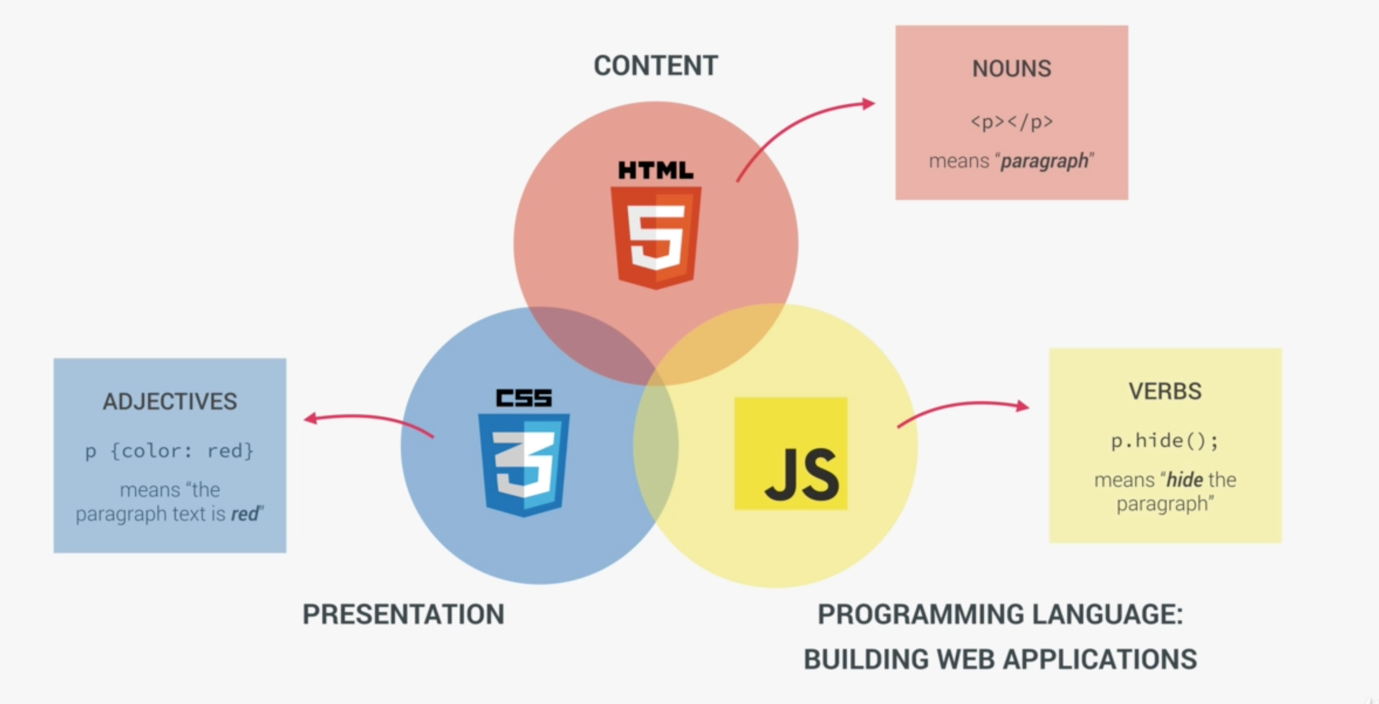 CONTENT
HTML
5
NOUNS
<p></p>
means “paragraph”
CSS
3
ADJECTIVES
p {color: red}
means “the
paragraph text is red”
JS
VERBS
p.hide();
means “hide the
paragraph”
PRESENTATION
PROGRAMMING LANGUAGE:
BUILDING WEB APPLICATIONS